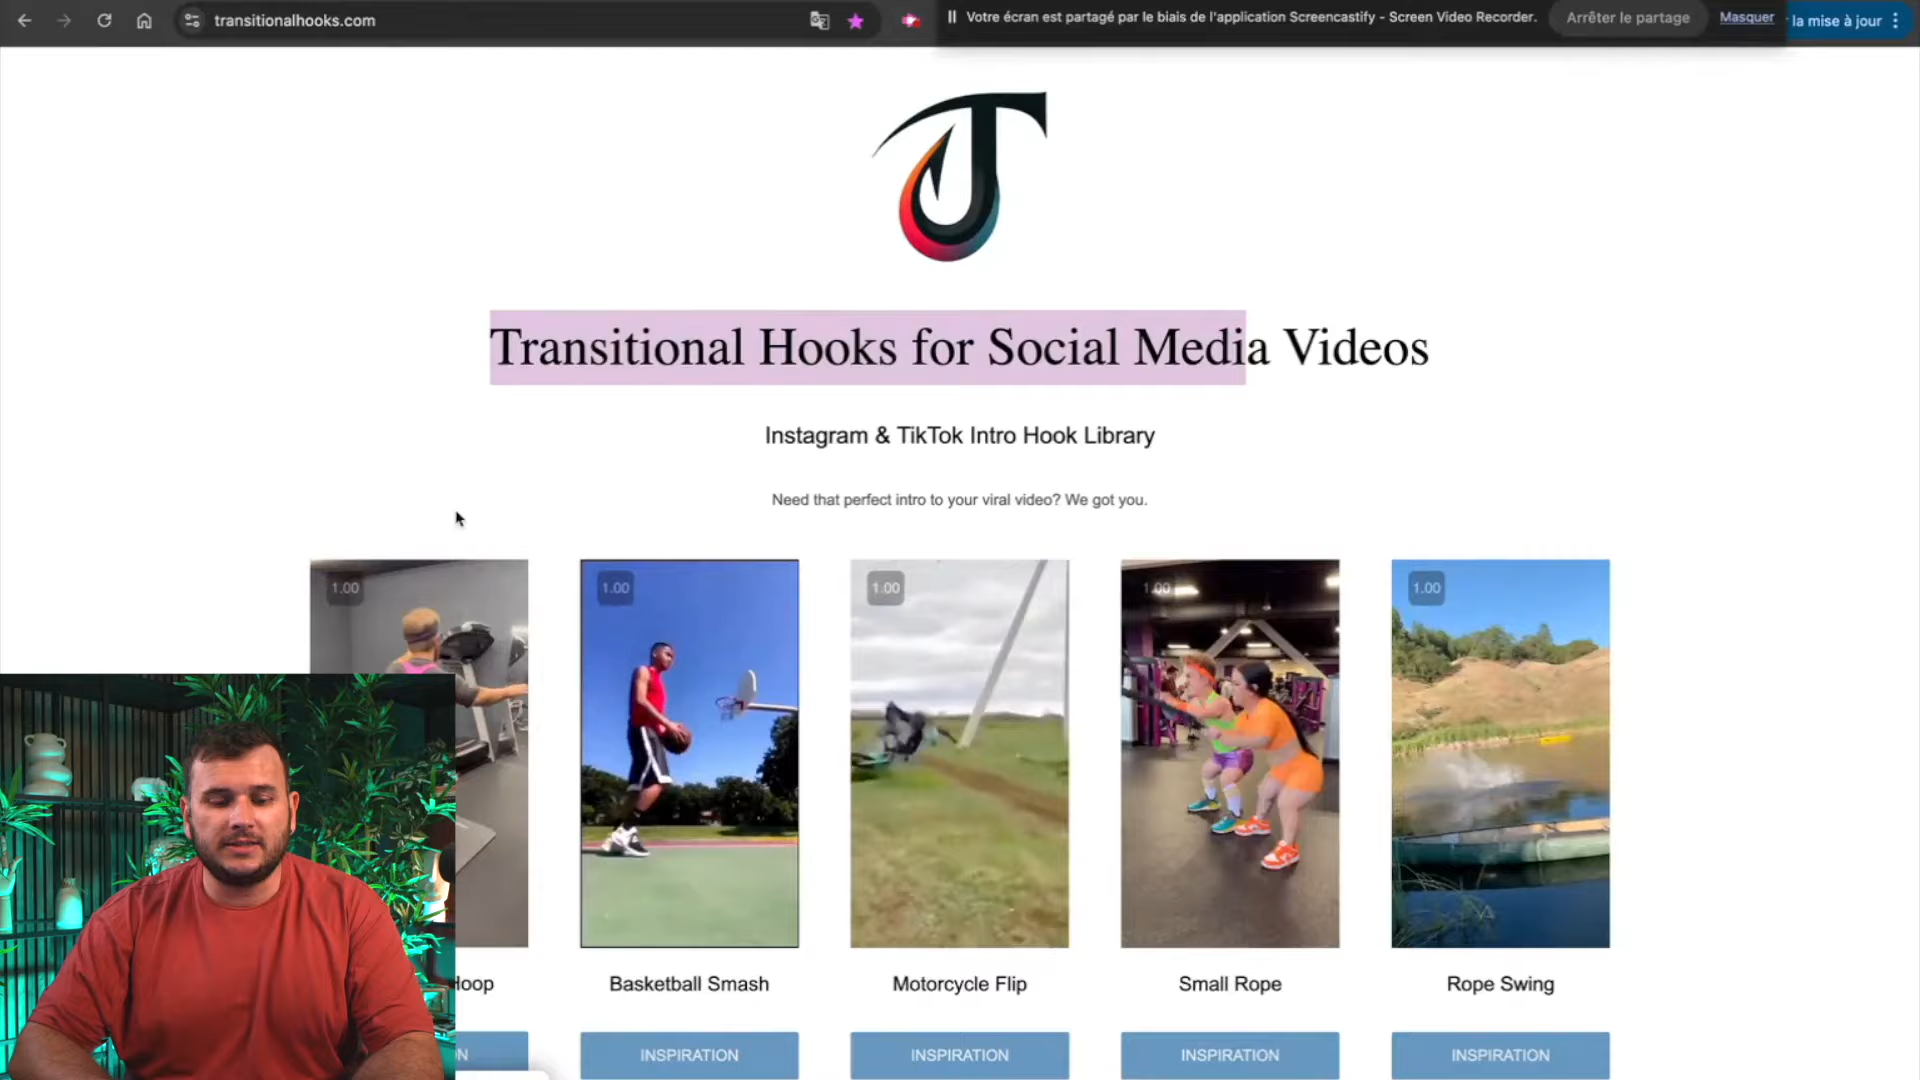 transitionalhooks.com
Votre écran est partagé par le biais de l'application Screencastify - Screen Video Recorder.
Arrêter le partage
Masquer
la mise à jour
Transitional Hooks for Social Media Videos
Instagram & TikTok Intro Hook Library
Need that perfect intro to your viral video? We got you.
1.00
1.00
1.00
1.00
1.00
Hoop
Basketball Smash
Motorcycle Flip
Small Rope
Rope Swing
N
INSPIRATION
INSPIRATION
INSPIRATION
INSPIRATION